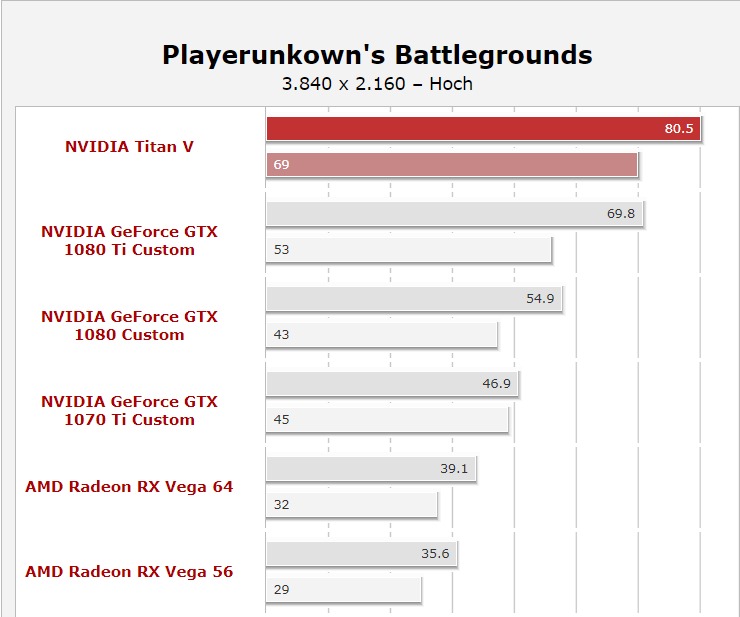 Playerunkown's Battlegrounds
3.840 x 2.160 – Hoch
NVIDIA Titan V
80.5
69
NVIDIA GeForce GTX
1080 Ti Custom
69.8
53
NVIDIA GeForce GTX
1080 Custom
54.9
43
NVIDIA GeForce GTX
1070 Ti Custom
46.9
45
AMD Radeon RX Vega 64
39.1
32
AMD Radeon RX Vega 56
35.6
29